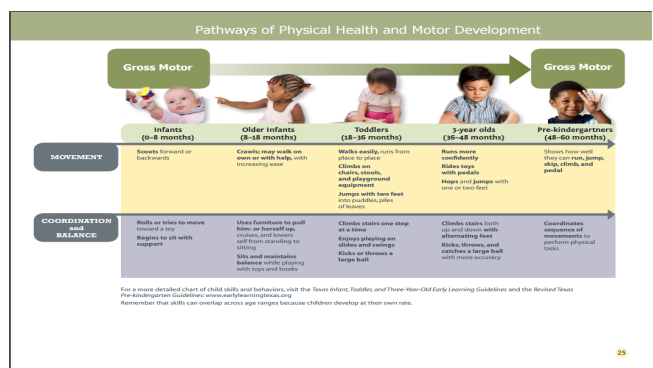 Pathways of Physical Health and Motor Development
Gross Motor
Gross Motor
Infants
(0–8 months)
Older Infants
(8–18 months)
Toddlers
(18–36 months)
3-year olds
(36–48 months)
Pre-kindergartners
(48–60 months)
MOVEMENT
Scoots forward or
backwards
Crawls; may walk on
own or with help, with
increasing ease
Walks easily, runs from
place to place
Climbs on
chairs, stools,
and playground
equipment
Jumps with two feet
into puddles, piles
of leaves
Runs more
confidently
Rides toys
with pedals
Hops and jumps with
one or two feet
Shows how well
they can run, jump,
skip, climb, and
pedal
COORDINATION
and
BALANCE
Rolls or tries to move
toward a toy
Begins to sit with
support
Uses furniture to pull
him- or herself up,
cruises, and lowers
self from standing to
sitting
Sits and maintains
balance while playing
with toys and books
Climbs stairs one step
at a time
Enjoys playing on
slides and swings
Kicks or throws a
large ball
Climbs stairs both
up and down with
alternating feet
Kicks, throws, and
catches a large ball
with more accuracy
Coordinates
sequence of
movements to
perform physical
tasks
For a more detailed chart of child skills and behaviors, visit the Texas Infant, Toddler, and Three-Year-Old Early Learning Guidelines and the Revised Texas
Pre-kindergarten Guidelines: www.earlylearningtexas.org
Remember that skills can overlap across age ranges because children develop at their own rate.
25